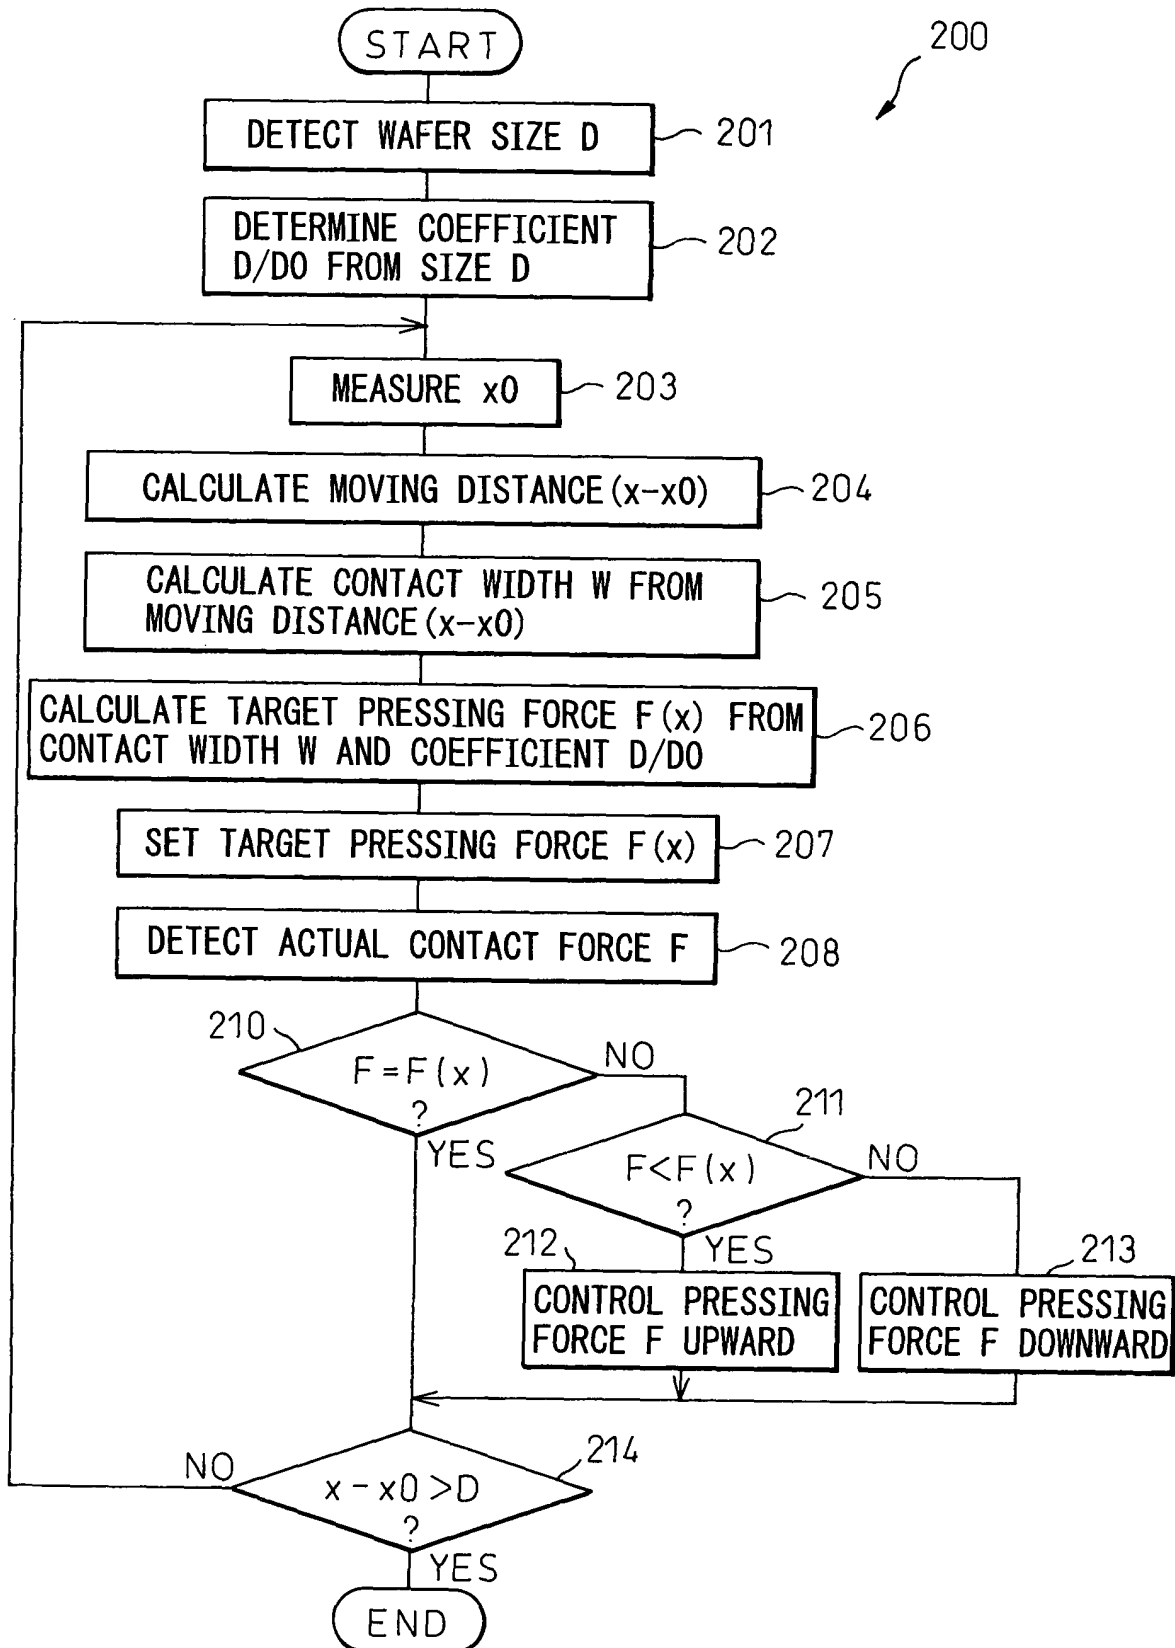 START
200
DETECT WAFER SIZE D
201
DETERMINE COEFFICIENT
D/D0 FROM SIZE D
202
MEASURE x0
203
CALCULATE MOVING DISTANCE(x-x0)
204
CALCULATE CONTACT WIDTH W FROM
MOVING DISTANCE(x-x0)
205
CALCULATE TARGET PRESSING FORCE F(x) FROM
CONTACT WIDTH W AND COEFFICIENT D/D0
206
SET TARGET PRESSING FORCE F(x)
207
DETECT ACTUAL CONTACT FORCE F
208
210
F=F(x)
?
NO
YES
211
F<F(x)
?
NO
YES
212
CONTROL PRESSING
FORCE F UPWARD
213
CONTROL PRESSING
FORCE F DOWNWARD
214
x-x0>D
?
NO
YES
END